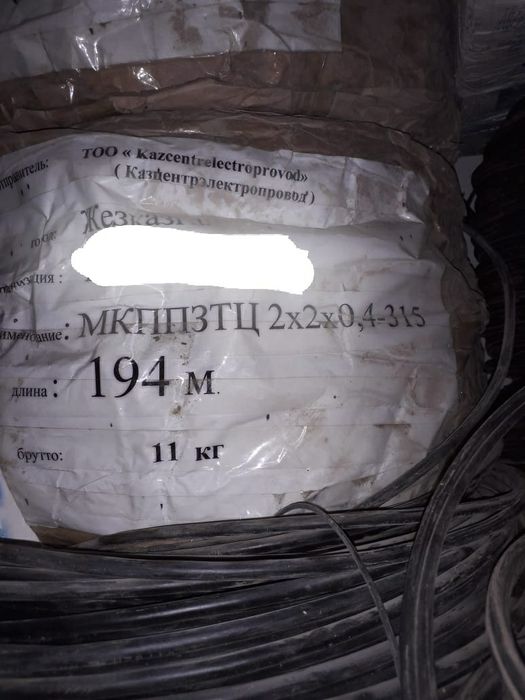 ТОО « Kazcentrelectroprovod»
( Казцентрэлектропровод )
МКППЗТЦ 2х2х0,4-315
длина : 194 м.
брутто: 11 кг